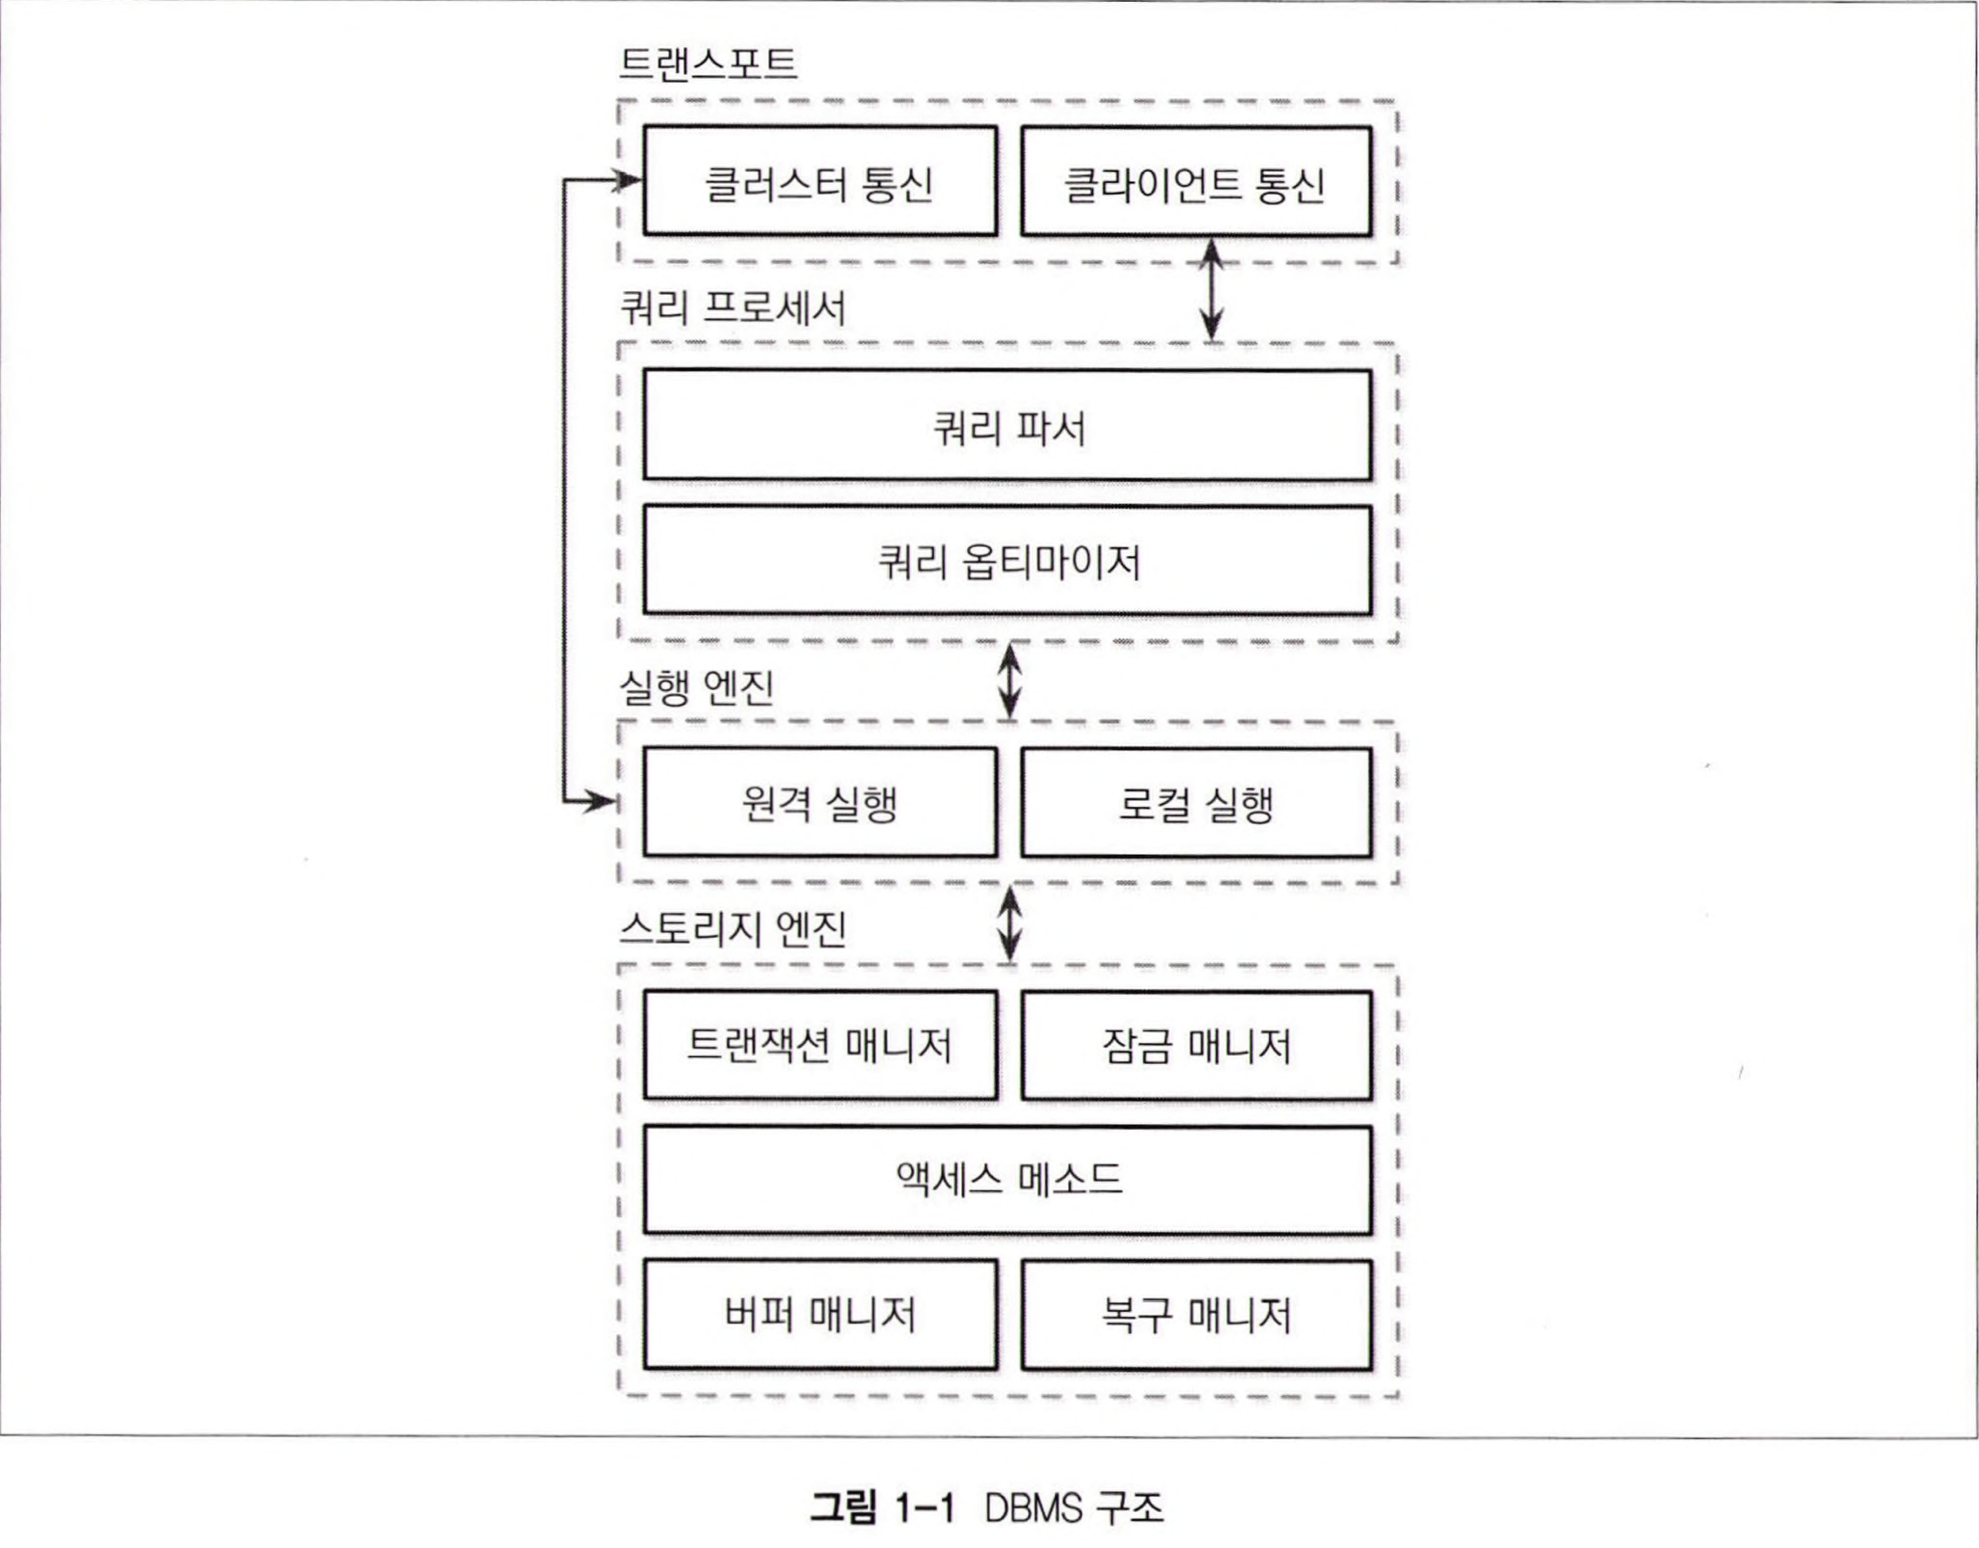 트랜스포트
클러스터 통신
클라이언트 통신
쿼리 프로세서
쿼리 파서
쿼리 옵티마이저
실행 엔진
원격 실행
로컬 실행
스토리지 엔진
트랜잭션 매니저
잠금 매니저
액세스 메소드
버퍼 매니저
복구 매니저
그림 1-1 DBMS 구조